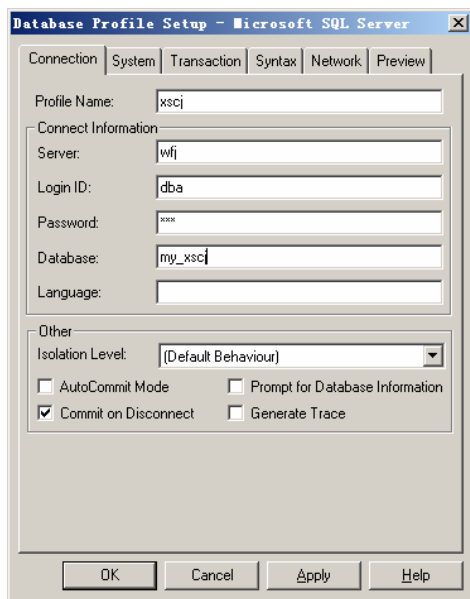 Database Profile Setup - Microsoft SQL Server
Connection System Transaction Syntax Network Preview
Profile Name: xscj
Connect Information
Server: wfj
Login ID: dba
Password: ***
Database: my_xscj
Language:
Other
Isolation Level: (Default Behaviour)
AutoCommit Mode Prompt for Database Information
Commit on Disconnect Generate Trace
OK Cancel Apply Help